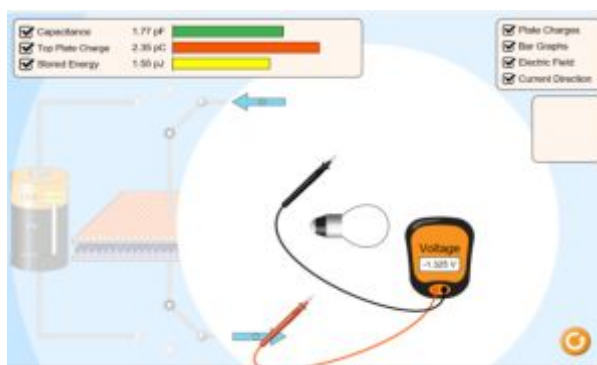 Capacitance 1.77 pF
Top Plate Charge 2.35 pC
Stored Energy 1.55 pJ
Plate Charges
Bar Graphs
Electric Field
Current Direction
Voltage
-1.325 V